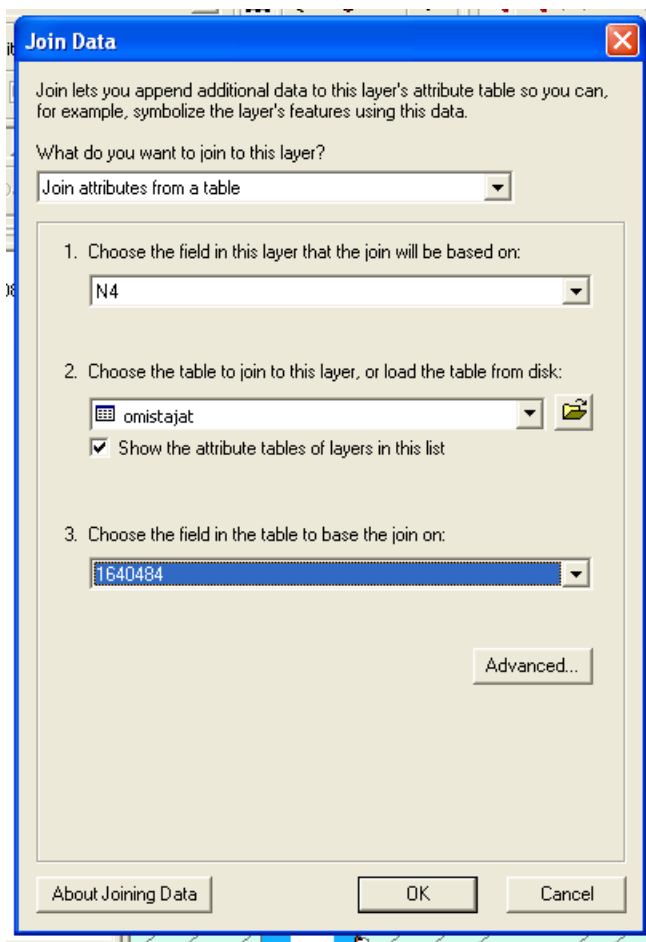 Join Data
Join lets you append additional data to this layer's attribute table so you can,
for example, symbolize the layer's features using this data.
What do you want to join to this layer?
Join attributes from a table
1. Choose the field in this layer that the join will be based on:
N4
2. Choose the table to join to this layer, or load the table from disk:
omistajat
Show the attribute tables of layers in this list
3. Choose the field in the table to base the join on:
1640484
Advanced...
About Joining Data
OK
Cancel